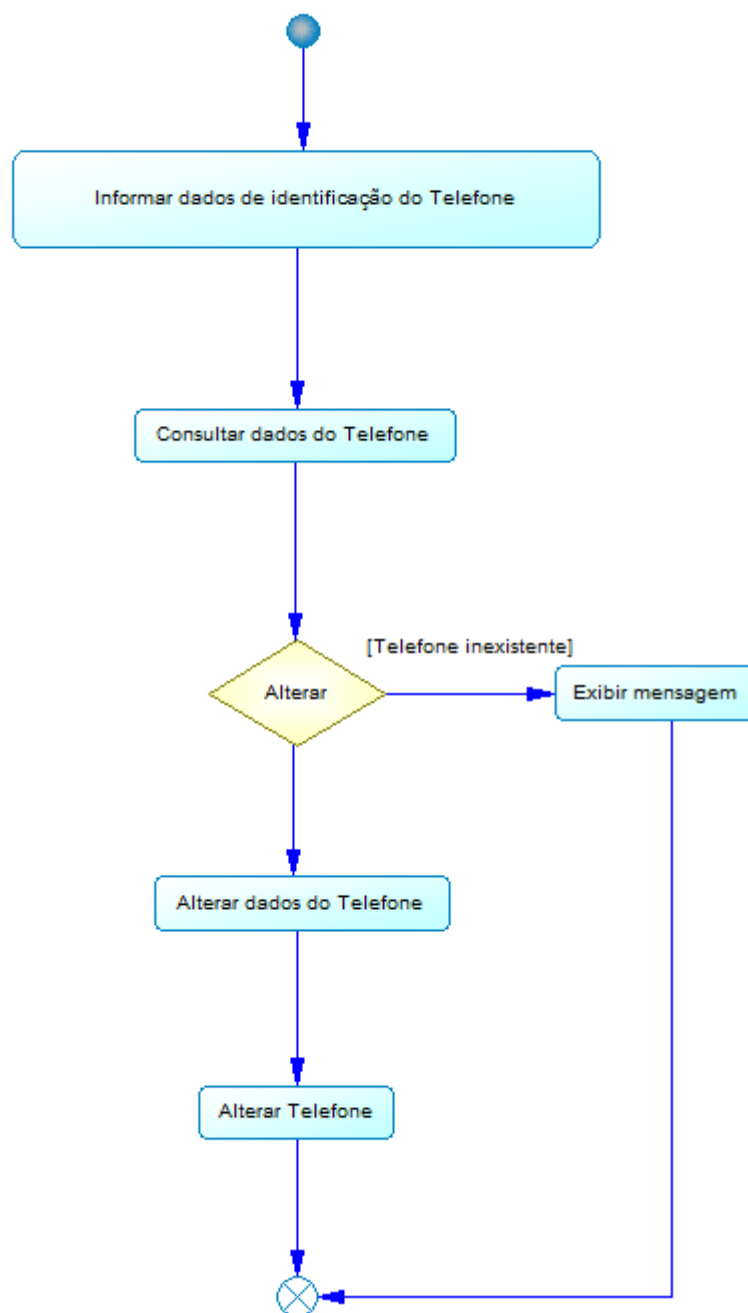 Informar dados de identificação do Telefone
Consultar dados do Telefone
[Telefone inexistente]
Alterar
Exibir mensagem
Alterar dados do Telefone
Alterar Telefone